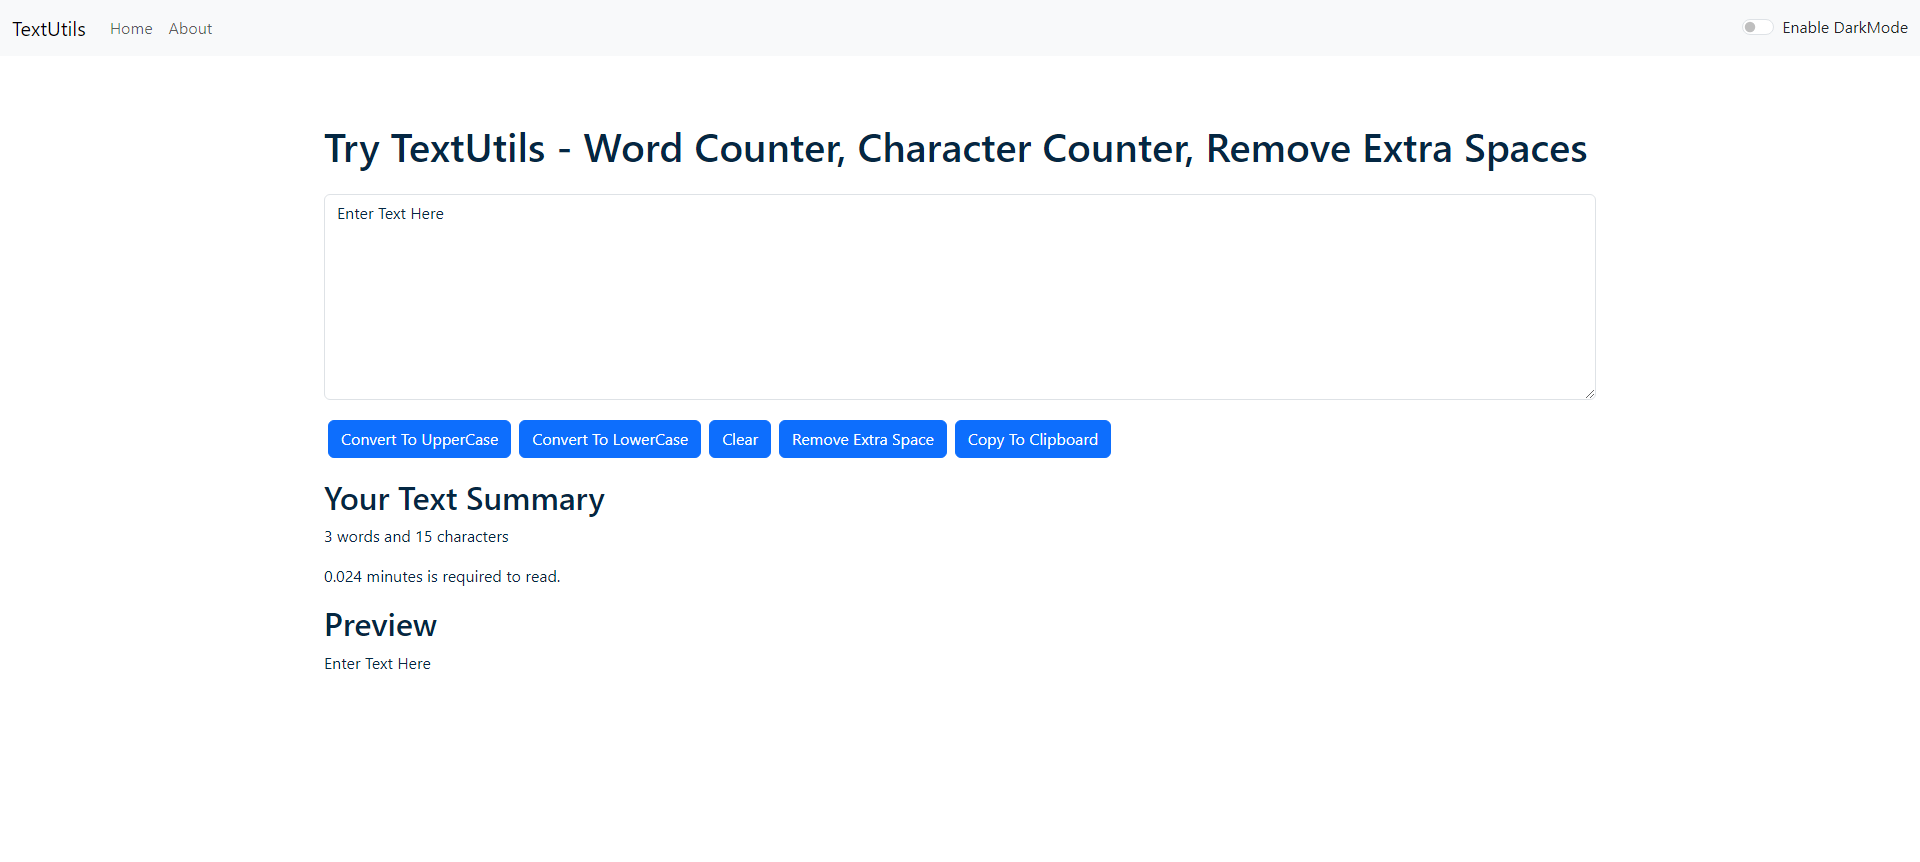 TextUtils Home About Enable DarkMode
Try TextUtils - Word Counter, Character Counter, Remove Extra Spaces
Enter Text Here
Convert To UpperCase Convert To LowerCase Clear Remove Extra Space Copy To Clipboard
Your Text Summary
3 words and 15 characters
0.024 minutes is required to read.
Preview
Enter Text Here